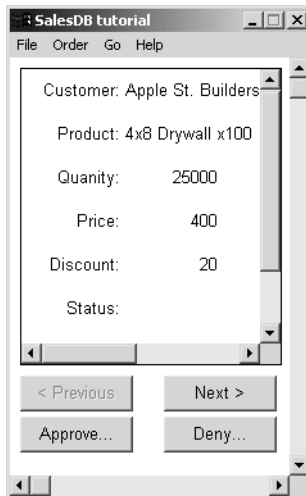 SalesDB tutorial
File Order Go Help
Customer: Apple St. Builders
Product: 4x8 Drywall x100
Quanity: 25000
Price: 400
Discount: 20
Status:
< Previous Next >
Approve... Deny...